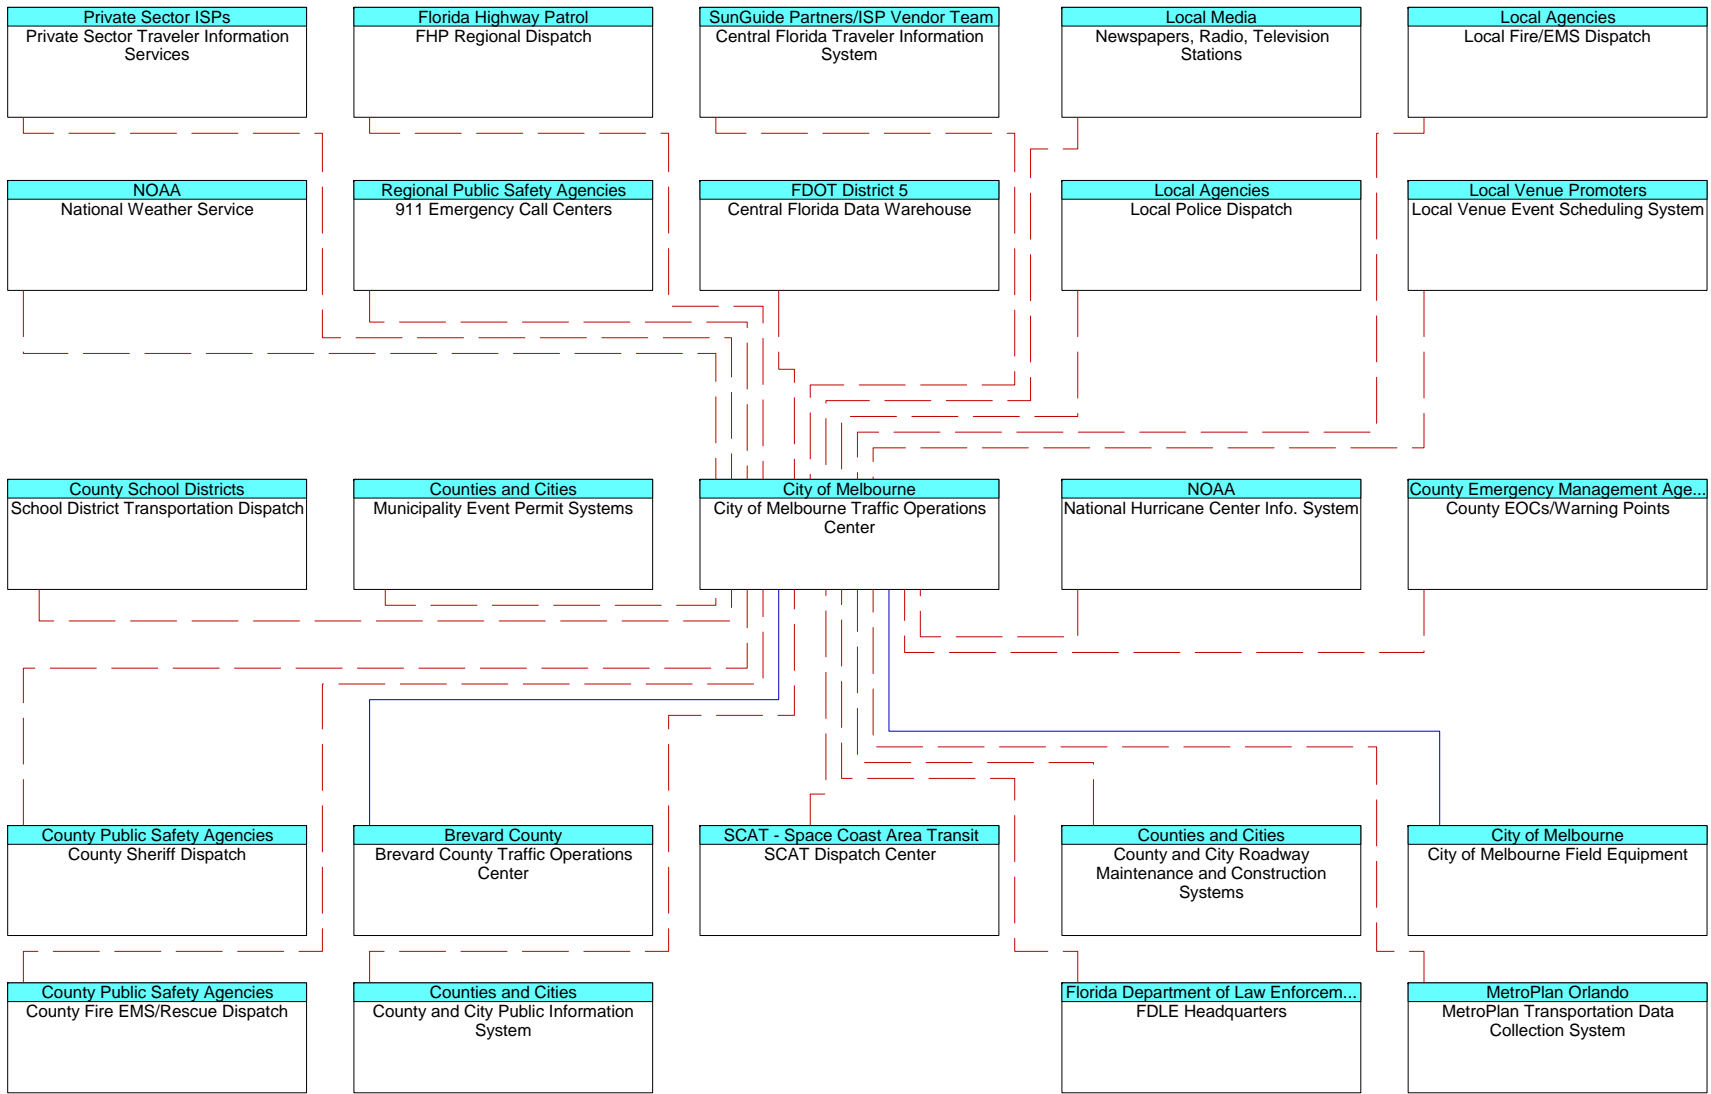 Private Sector ISPs
Private Sector Traveler Information
Services
Florida Highway Patrol
FHP Regional Dispatch
SunGuide Partners/ISP Vendor Team
Central Florida Traveler Information
System
Local Media
Newspapers, Radio, Television
Stations
Local Agencies
Local Fire/EMS Dispatch
NOAA
National Weather Service
Regional Public Safety Agencies
911 Emergency Call Centers
FDOT District 5
Central Florida Data Warehouse
Local Agencies
Local Police Dispatch
Local Venue Promoters
Local Venue Event Scheduling System
County School Districts
School District Transportation Dispatch
Counties and Cities
Municipality Event Permit Systems
City of Melbourne
City of Melbourne Traffic Operations
Center
NOAA
National Hurricane Center Info. System
County Emergency Management Age...
County EOCs/Warning Points
County Public Safety Agencies
County Sheriff Dispatch
Brevard County
Brevard County Traffic Operations
Center
SCAT - Space Coast Area Transit
SCAT Dispatch Center
Counties and Cities
County and City Roadway
Maintenance and Construction
Systems
City of Melbourne
City of Melbourne Field Equipment
County Public Safety Agencies
County Fire EMS/Rescue Dispatch
Counties and Cities
County and City Public Information
System
Florida Department of Law Enforcem...
FDLE Headquarters
MetroPlan Orlando
MetroPlan Transportation Data
Collection System